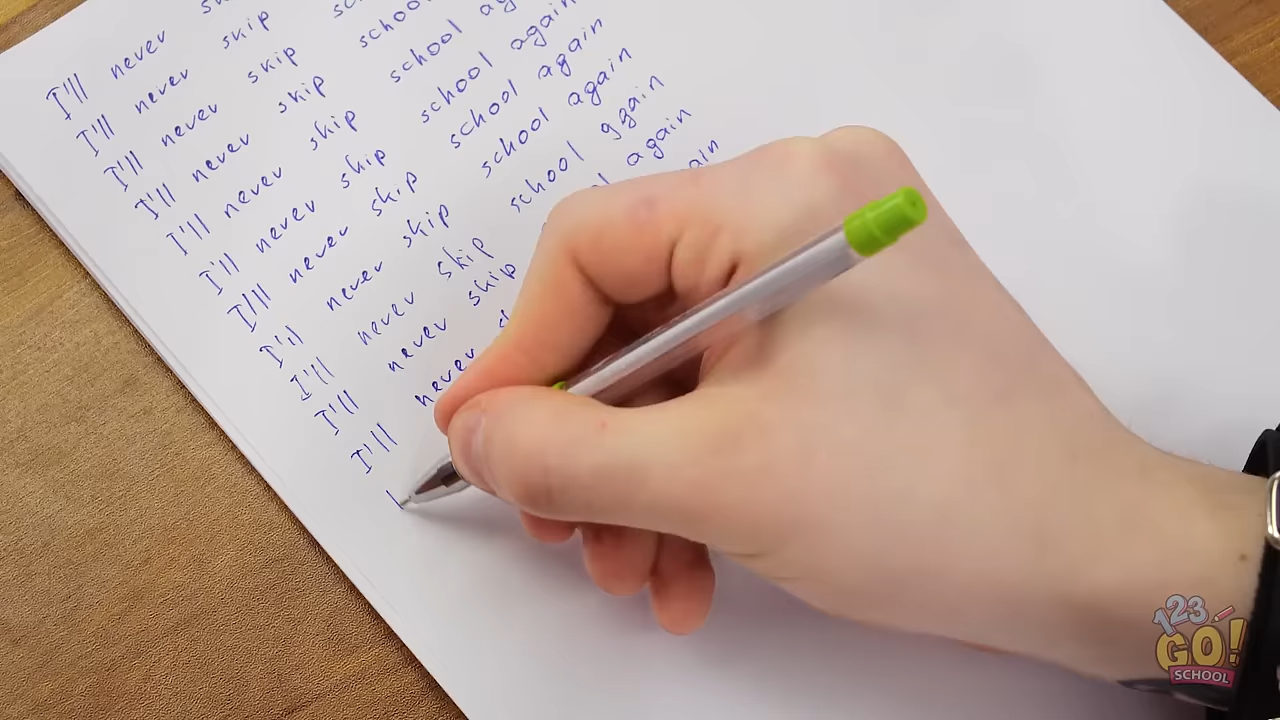 I'll never
I'll never skip
I'll never skip school
I'll never skip school
I'll never skip school again
I'll never skip school again
I'll never skip school again
I'll never skip school ggain
I'll never skip again
I'll never skip
I'll never
123 GO! SCHOOL